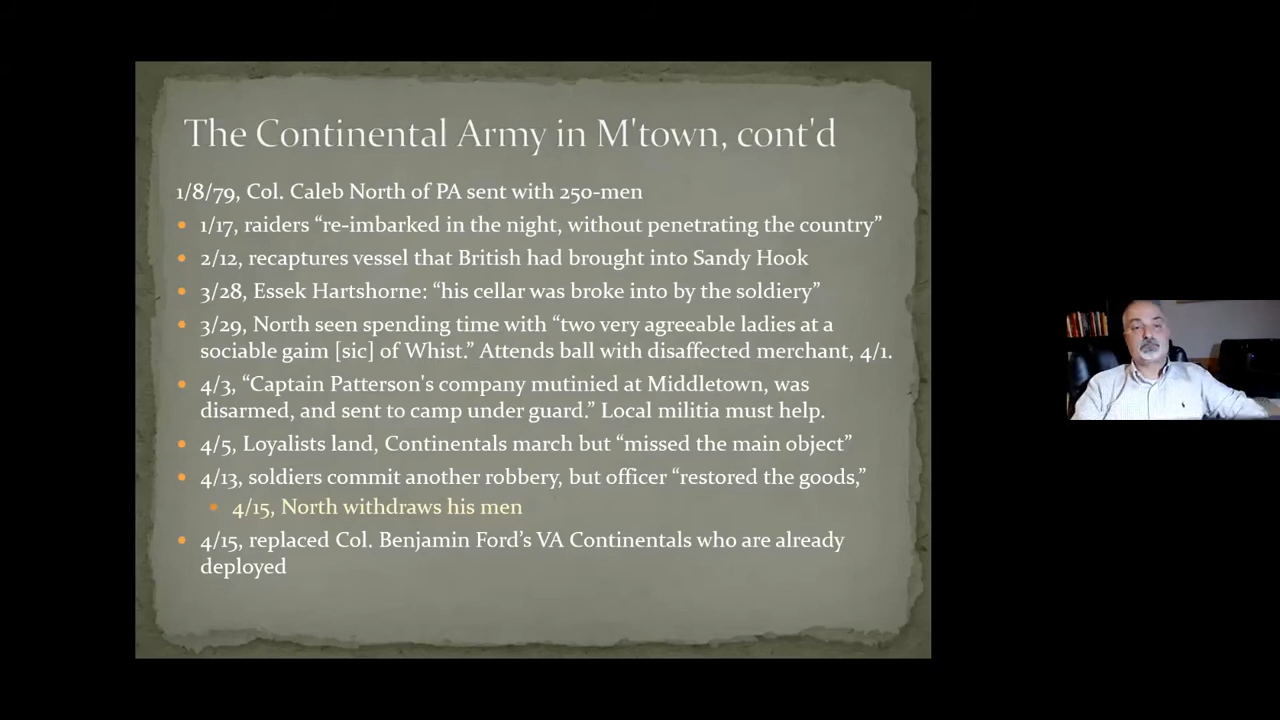 The Continental Army in M'town, cont'd
1/8/79, Col. Caleb North of PA sent with 250-men
• 1/17, raiders “re-imbarked in the night, without penetrating the country”
• 2/12, recaptures vessel that British had brought into Sandy Hook
• 3/28, Essek Hartshorne: “his cellar was broke into by the soldiery”
• 3/29, North seen spending time with “two very agreeable ladies at a
sociable gaim [sic] of Whist.” Attends ball with disaffected merchant, 4/1.
• 4/3, “Captain Patterson's company mutinied at Middletown, was
disarmed, and sent to camp under guard.” Local militia must help.
• 4/5, Loyalists land, Continentals march but “missed the main object”
• 4/13, soldiers commit another robbery, but officer “restored the goods,”
• 4/15, North withdraws his men
• 4/15, replaced Col. Benjamin Ford’s VA Continentals who are already
deployed